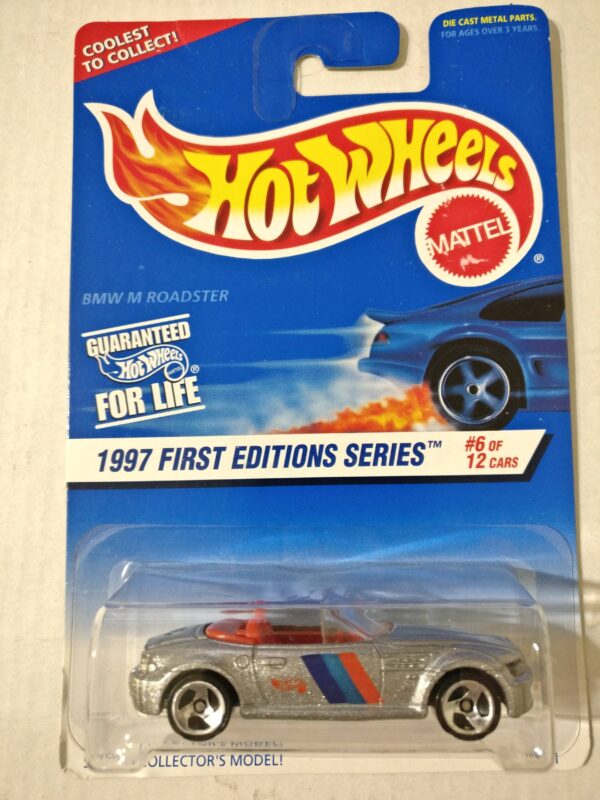 COOLEST
TO COLLECT!
DIE CAST METAL PARTS.
FOR AGES OVER 3 YEARS.
HOT WHEELS
MATTEL
®
BMW M ROADSTER
GUARANTEED
HOT WHEELS
MATTEL
®
FOR LIFE
1997 FIRST EDITIONS SERIES™
#6 OF
12 CARS
COLLECTOR'S MODEL!